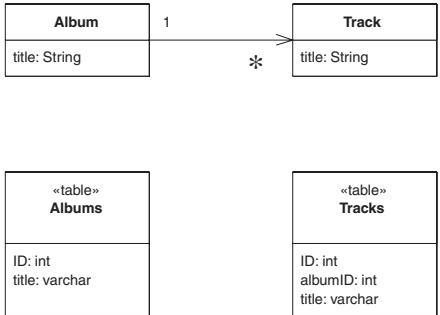 Album
title: String
1
*
Track
title: String
«table»
Albums
ID: int
title: varchar
«table»
Tracks
ID: int
albumID: int
title: varchar